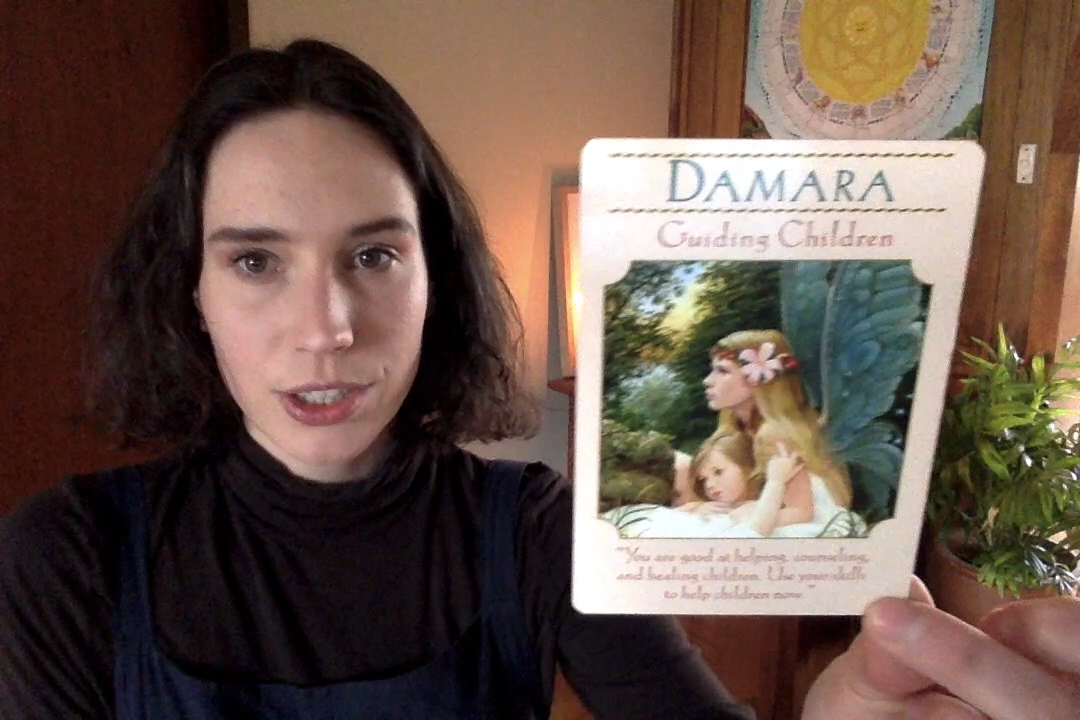 DAMARA
Guiding Children
"You are good at helping, counseling,
and healing children. Use your skills
to help children now."